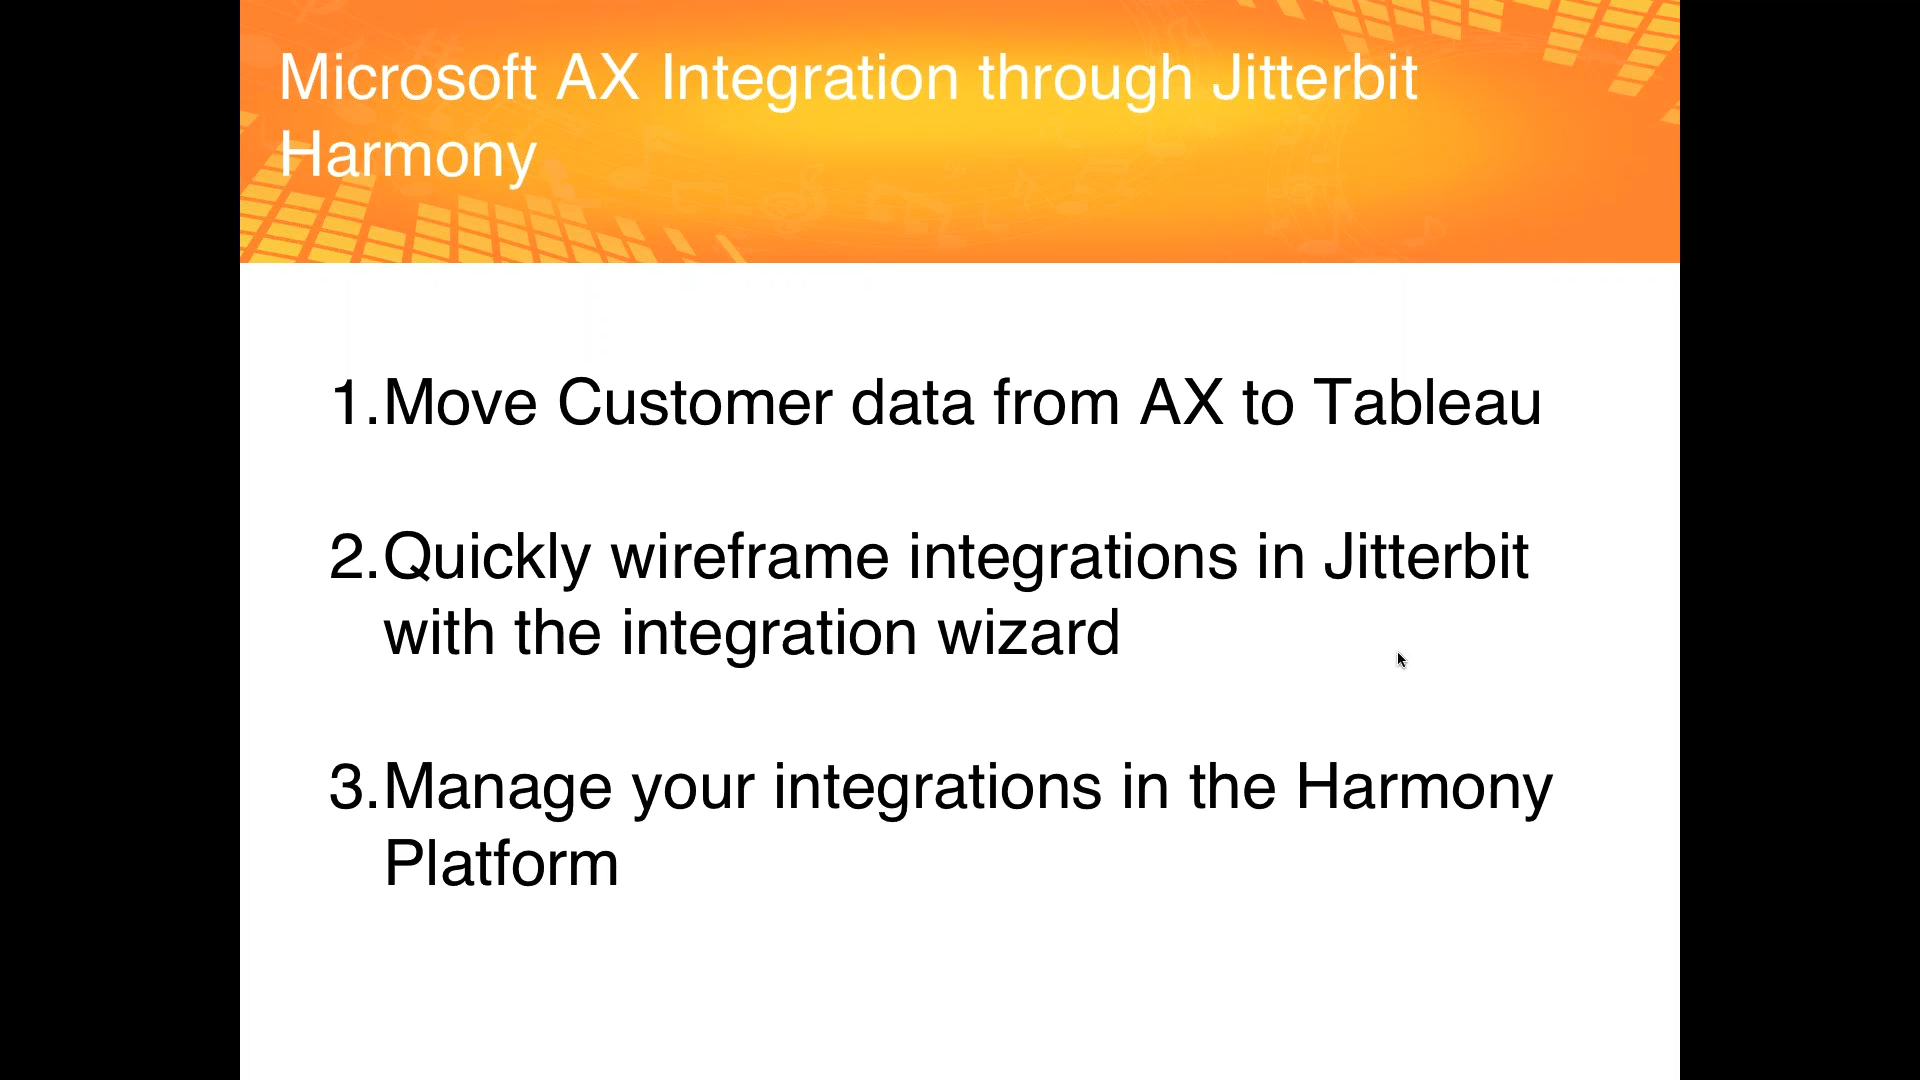 Microsoft AX Integration through Jitterbit
Harmony
1.Move Customer data from AX to Tableau
2.Quickly wireframe integrations in Jitterbit
with the integration wizard
3.Manage your integrations in the Harmony
Platform